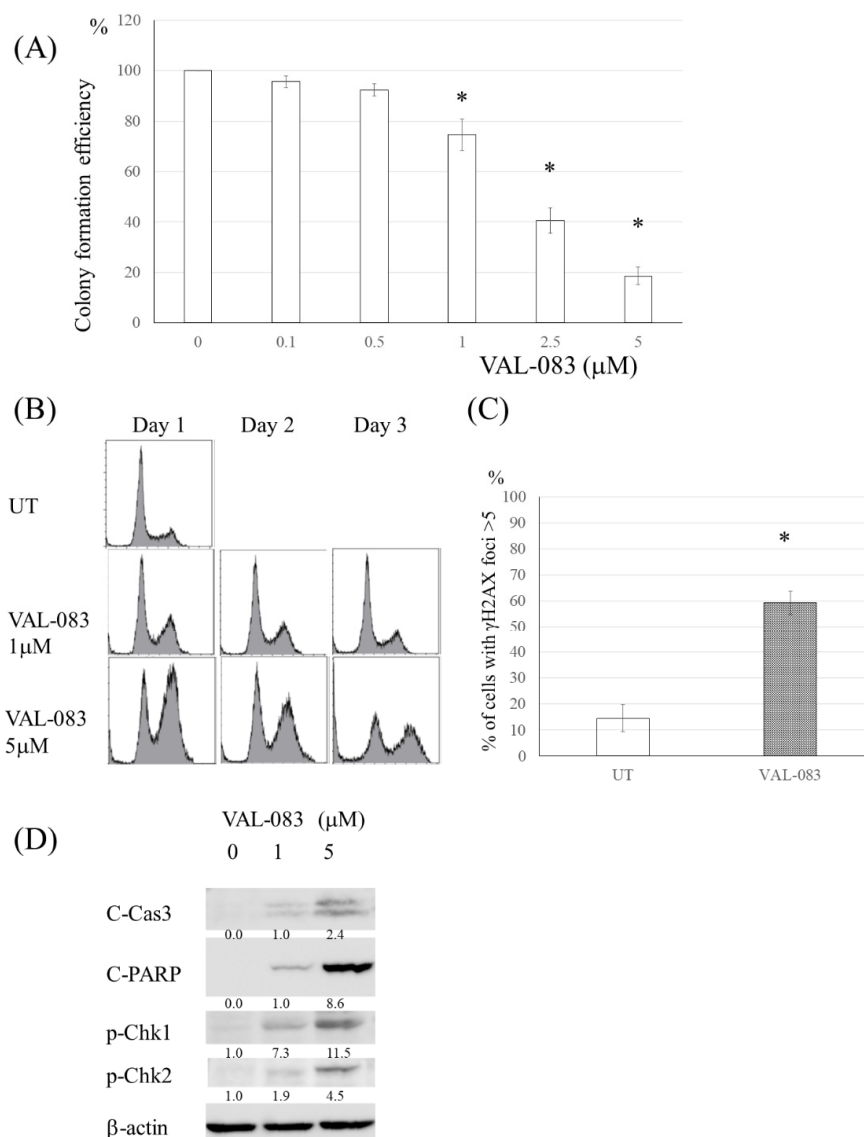 (A)
%
120
100
80
60
40
20
0
Colony formation efficiency
*
*
*
0 0.1 0.5 1 2.5 5
VAL-083 (μM)
(B)
Day 1 Day 2 Day 3
UT
VAL-083
1μM
VAL-083
5μM
(C)
%
100
90
80
70
60
50
40
30
20
10
0
% of cells with γH2AX foci >5
*
UT VAL-083
(D)
VAL-083 (μM)
0 1 5
C-Cas3
0.0 1.0 2.4
C-PARP
0.0 1.0 8.6
p-Chk1
1.0 7.3 11.5
p-Chk2
1.0 1.9 4.5
β-actin